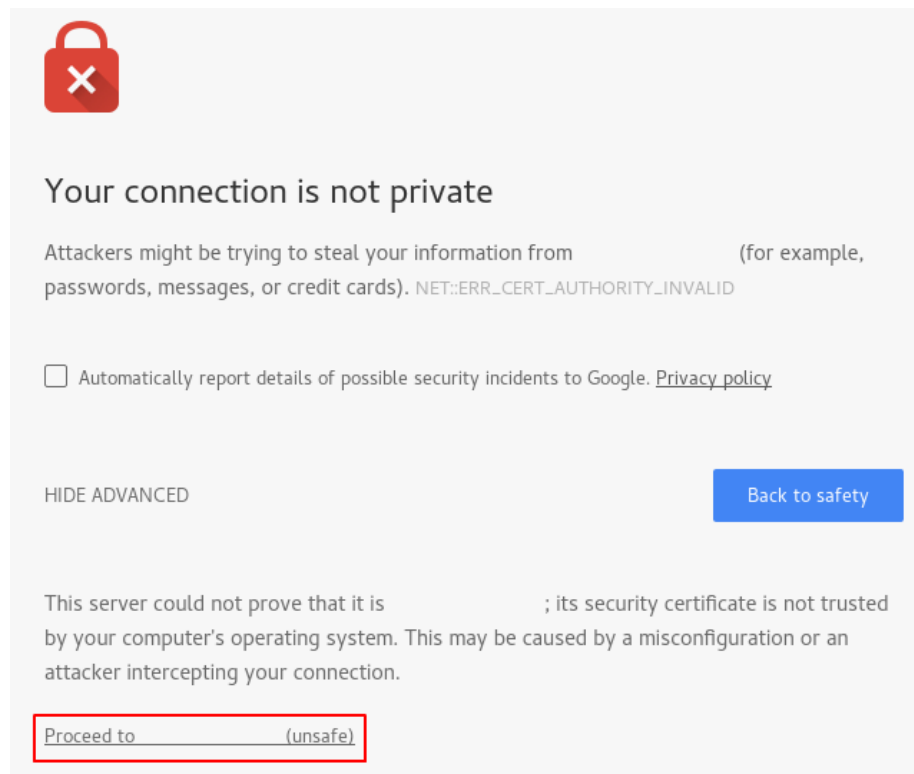 Your connection is not private
Attackers might be trying to steal your information from (for example,
passwords, messages, or credit cards). NET::ERR_CERT_AUTHORITY_INVALID
Automatically report details of possible security incidents to Google. Privacy policy
HIDE ADVANCED
Back to safety
This server could not prove that it is ; its security certificate is not trusted
by your computer's operating system. This may be caused by a misconfiguration or an
attacker intercepting your connection.
Proceed to (unsafe)